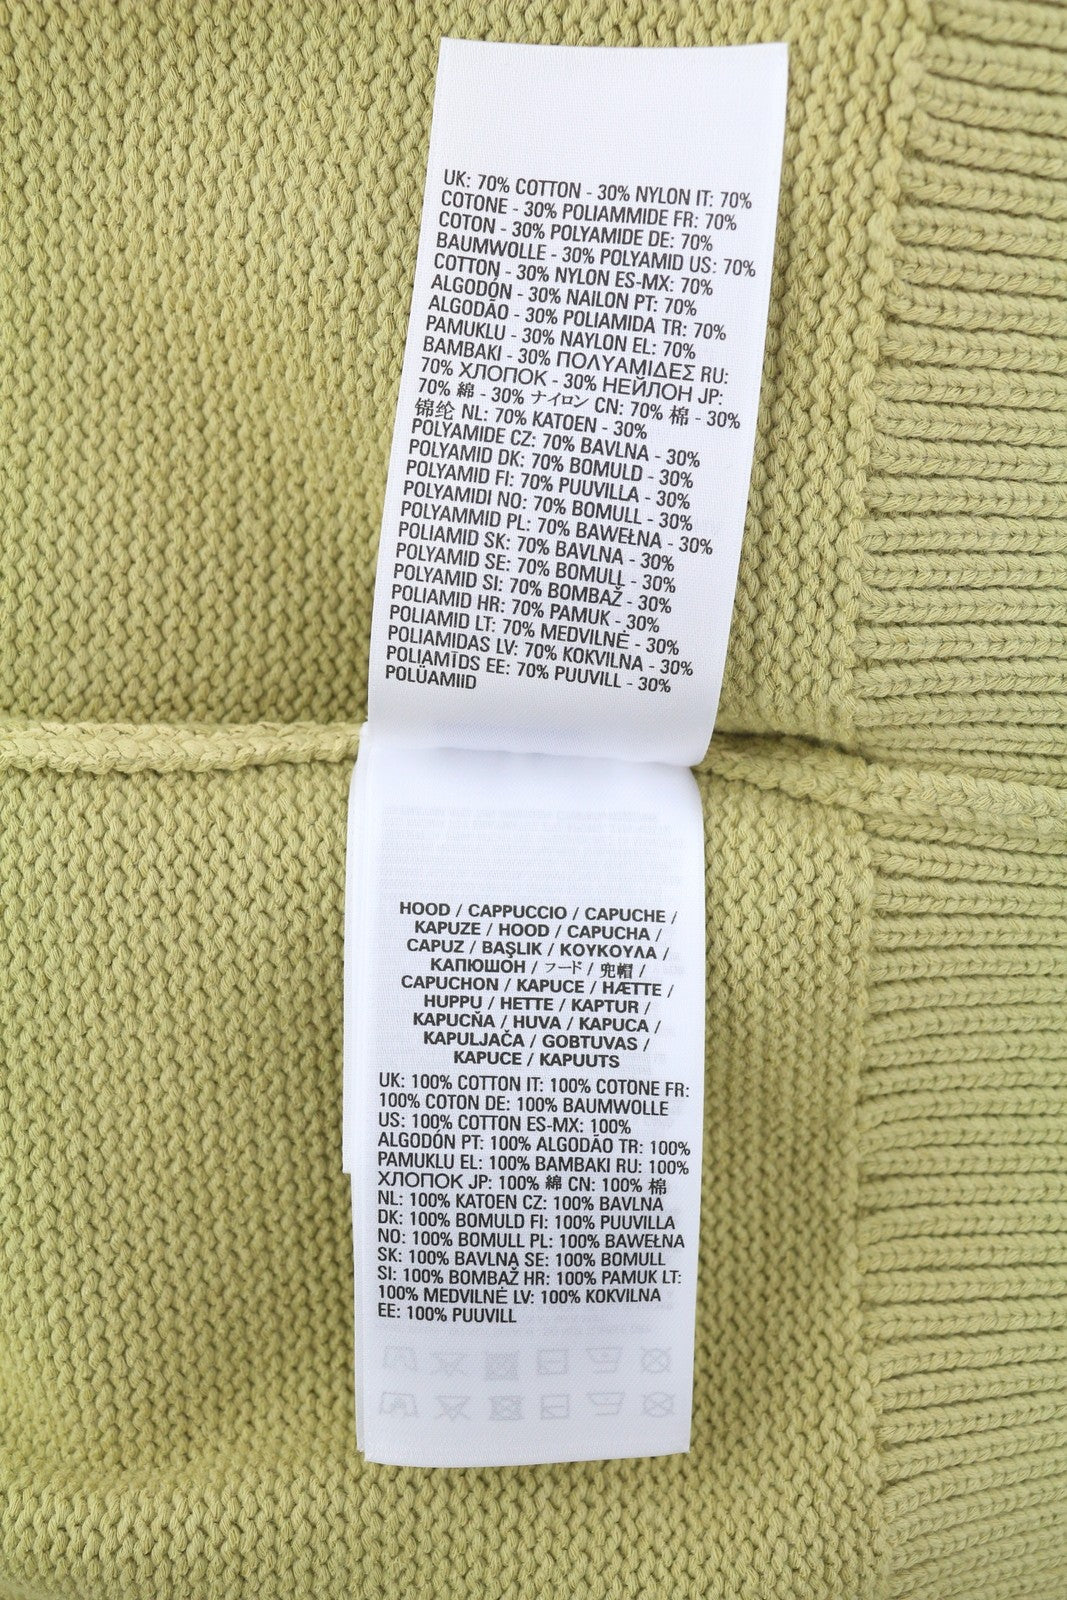 UK: 70% COTTON - 30% NYLON IT: 70%
COTONE - 30% POLIAMMIDE FR: 70%
COTON - 30% POLYAMIDE DE: 70%
BAUMWOLLE - 30% POLYAMID US: 70%
COTTON - 30% NYLON ES-MX: 70%
ALGODÓN - 30% NAILON PT: 70%
ALGODÃO - 30% POLIAMIDA TR: 70%
PAMUKLU - 30% NAYLON EL: 70%
BAMBAKI - 30% ΠΟΛΥΑΜΙΔΕΣ RU:
70% ХЛОПОК - 30% НЕЙЛОН JP:
70% 綿 - 30% ナイロン CN: 70% 棉 - 30%
锦纶 NL: 70% KATOEN - 30%
POLYAMIDE CZ: 70% BAVLNA - 30%
POLYAMID DK: 70% BOMULD - 30%
POLYAMID FI: 70% PUUVILLA - 30%
POLYAMIDI NO: 70% BOMULL - 30%
POLYAMMID PL: 70% BAWEŁNA - 30%
POLIAMID SK: 70% BAVLNA - 30%
POLYAMID SE: 70% BOMULL - 30%
POLYAMID SI: 70% BOMBAŽ - 30%
POLIAMID HR: 70% PAMUK - 30%
POLIAMID LT: 70% MEDVILNĖ - 30%
POLIAMIDAS LV: 70% KOKVILNA - 30%
POLIAMĪDS EE: 70% PUUVILL - 30%
POLÜAMIID
HOOD / CAPPUCCIO / CAPUCHE /
KAPUZE / HOOD / CAPUCHA /
CAPUZ / BAŞLIK / ΚΟΥΚΟΥΛΑ /
КАПЮШОН / フード / 兜帽 /
CAPUCHON / KAPUCE / HÆTTE /
HUPPU / HETTE / KAPTUR /
KAPUCŇA / HUVA / KAPUCA /
KAPULJAČA / GOBTUVAS /
KAPUCE / KAPUUTS
UK: 100% COTTON IT: 100% COTONE FR:
100% COTON DE: 100% BAUMWOLLE
US: 100% COTTON ES-MX: 100%
ALGODÓN PT: 100% ALGODÃO TR: 100%
PAMUKLU EL: 100% BAMBAKI RU: 100%
ХЛОПОК JP: 100% 綿 CN: 100% 棉
NL: 100% KATOEN CZ: 100% BAVLNA
DK: 100% BOMULD FI: 100% PUUVILLA
NO: 100% BOMULL PL: 100% BAWEŁNA
SK: 100% BAVLNA SE: 100% BOMULL
SI: 100% BOMBAŽ HR: 100% PAMUK LT:
100% MEDVILNĖ LV: 100% KOKVILNA
EE: 100% PUUVILL